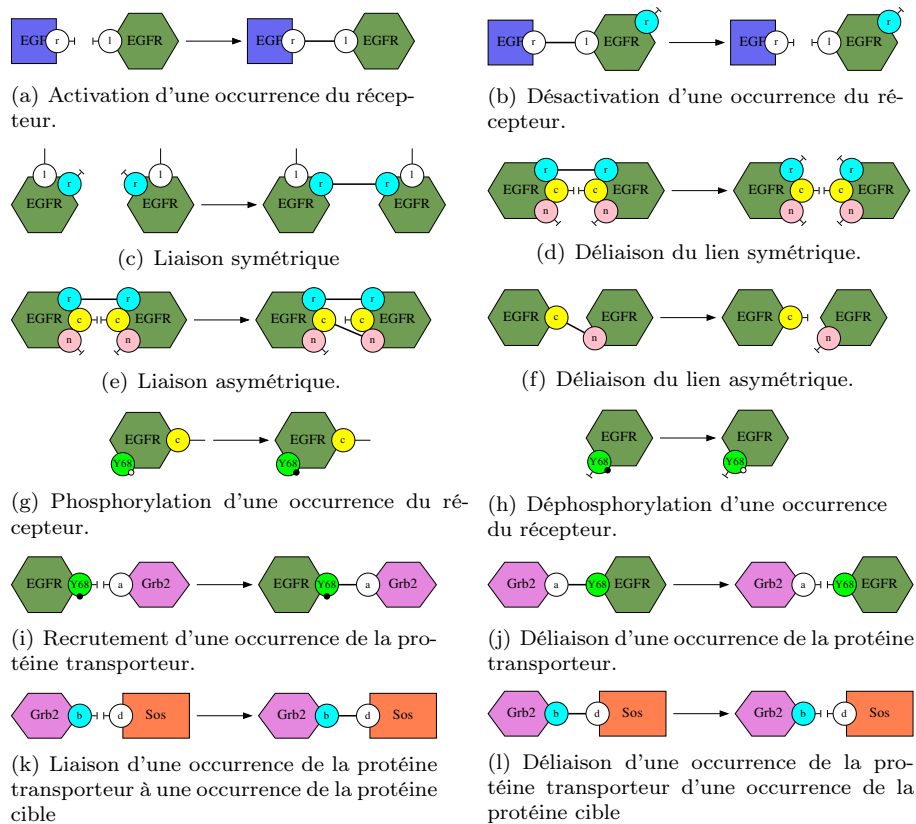 EGF r l EGFR EGF r l EGFR
(a) Activation d'une occurrence du récep-
teur.
EGF r l EGFR r EGF r l EGFR r
(b) Désactivation d'une occurrence du ré-
cepteur.
l r EGFR l r EGFR l r EGFR l r EGFR
(c) Liaison symétrique
EGFR r c n r c n EGFR EGFR r c n r c n EGFR
(d) Déliaison du lien symétrique.
EGFR r c n r c n EGFR EGFR r c n r c n EGFR
(e) Liaison asymétrique.
EGFR c n EGFR EGFR c n EGFR
(f) Déliaison du lien asymétrique.
EGFR c Y68 EGFR c Y68
(g) Phosphorylation d'une occurrence du ré-
cepteur.
EGFR Y68 EGFR Y68
(h) Déphosphorylation d'une occurrence
du récepteur.
EGFR Y68 a Grb2 EGFR Y68 a Grb2
(i) Recrutement d'une occurrence de la pro-
téine transporteur.
Grb2 a Y68 EGFR Grb2 a Y68 EGFR
(j) Déliaison d'une occurrence de la protéine
transporteur.
Grb2 b d Sos Grb2 b d Sos
(k) Liaison d'une occurrence de la protéine
transporteur à une occurrence de la protéine
cible
Grb2 b d Sos Grb2 b d Sos
(l) Déliaison d'une occurrence de la pro-
téine transporteur d'une occurrence de la
protéine cible